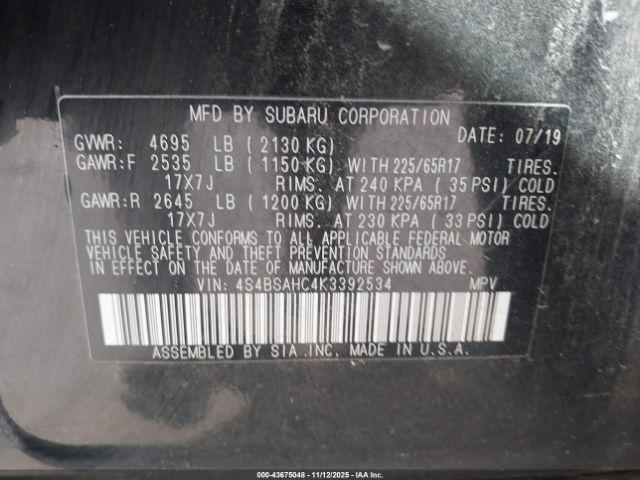 MFD BY SUBARU CORPORATION
GVWR: 4695 LB ( 2130 KG) DATE: 07/19
GAWR:F 2535 LB ( 1150 KG) WITH 225/65R17 TIRES.
17X7J RIMS. AT 240 KPA ( 35 PSI) COLD
GAWR:R 2645 LB ( 1200 KG) WITH 225/65R17 TIRES.
17X7J RIMS. AT 230 KPA ( 33 PSI) COLD
THIS VEHICLE CONFORMS TO ALL APPLICABLE FEDERAL MOTOR
VEHICLE SAFETY AND THEFT PREVENTION STANDARDS
IN EFFECT ON THE DATE OF MANUFACTURE SHOWN ABOVE.
VIN: 4S4BSAHC4K3392534 MPV
ASSEMBLED BY SIA INC. MADE IN U.S.A.
000-43675048 - 11/12/2025 - IAA Inc.